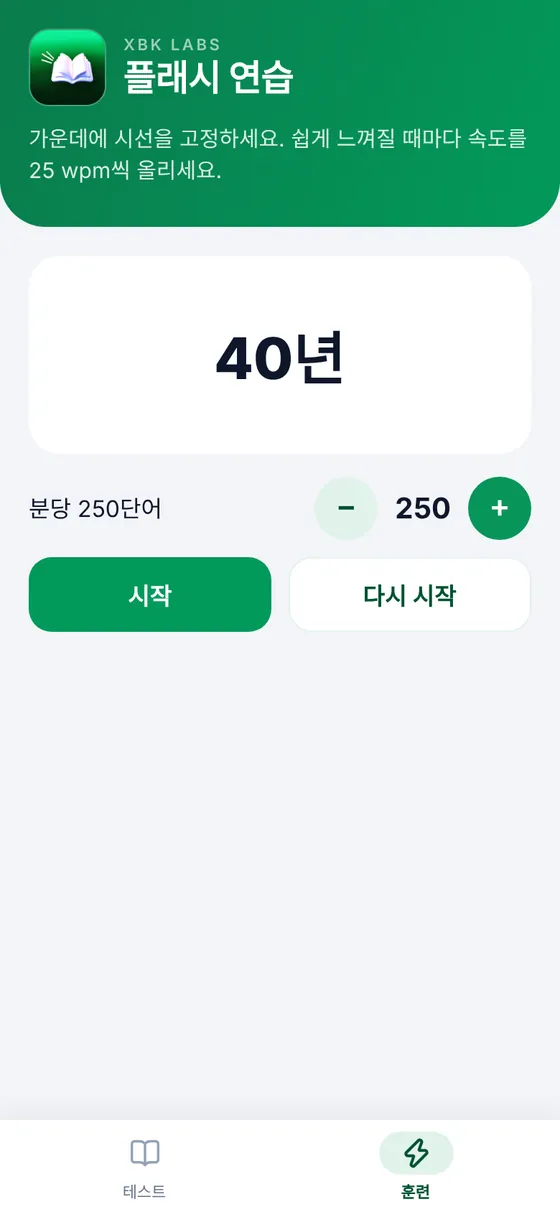 XBK LABS
플래시 연습
가운데에 시선을 고정하세요. 쉽게 느껴질 때마다 속도를
25 wpm씩 올리세요.
40년
분당 250단어
− 250 +
시작
다시 시작
테스트
훈련